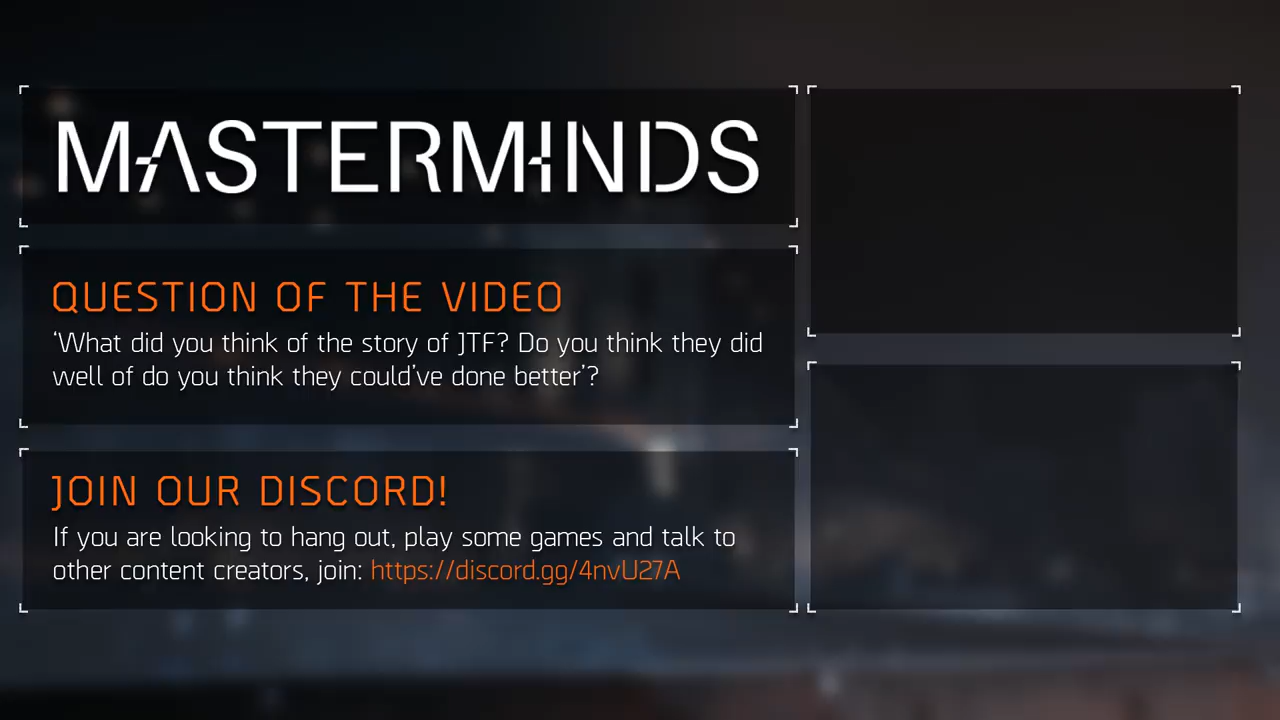 MASTERMINDS
QUESTION OF THE VIDEO
‘What did you think of the story of JTF? Do you think they did
well of do you think they could’ve done better’?
JOIN OUR DISCORD!
If you are looking to hang out, play some games and talk to
other content creators, join: https://discord.gg/4nvU27A